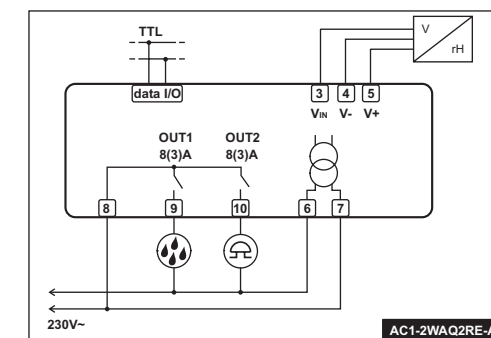 TTL
V
rH
data I/O
3 4 5
VIN V- V+
OUT1 OUT2
8(3)A 8(3)A
8 9 10 6 7
230V~
AC1-2WAQ2RE-A